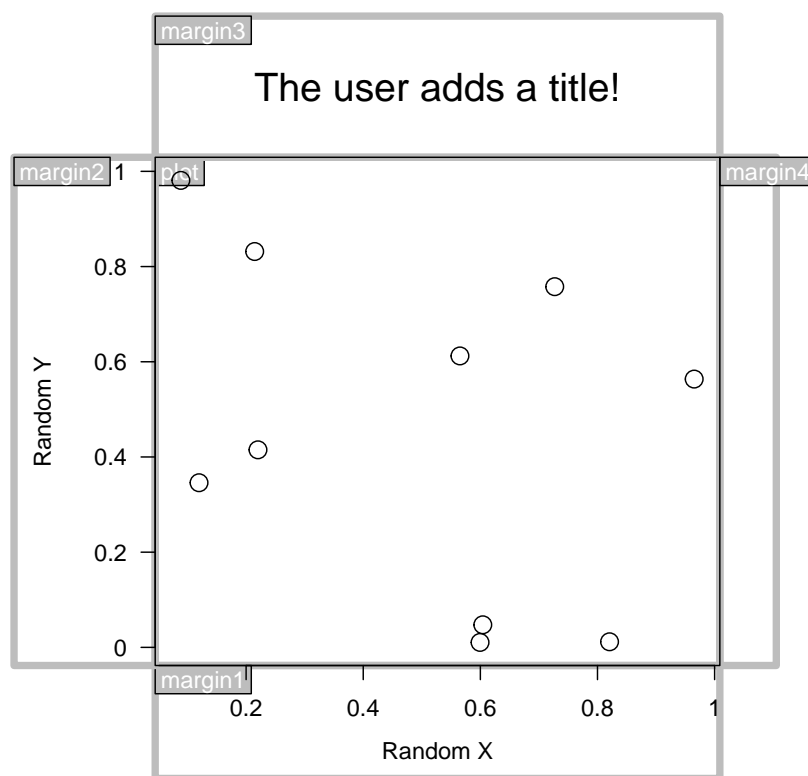 margin3
The user adds a title!
margin2
plot
margin4
1
0.8
0.6
0.4
0.2
0
Random Y
margin1
0.2 0.4 0.6 0.8 1
Random X